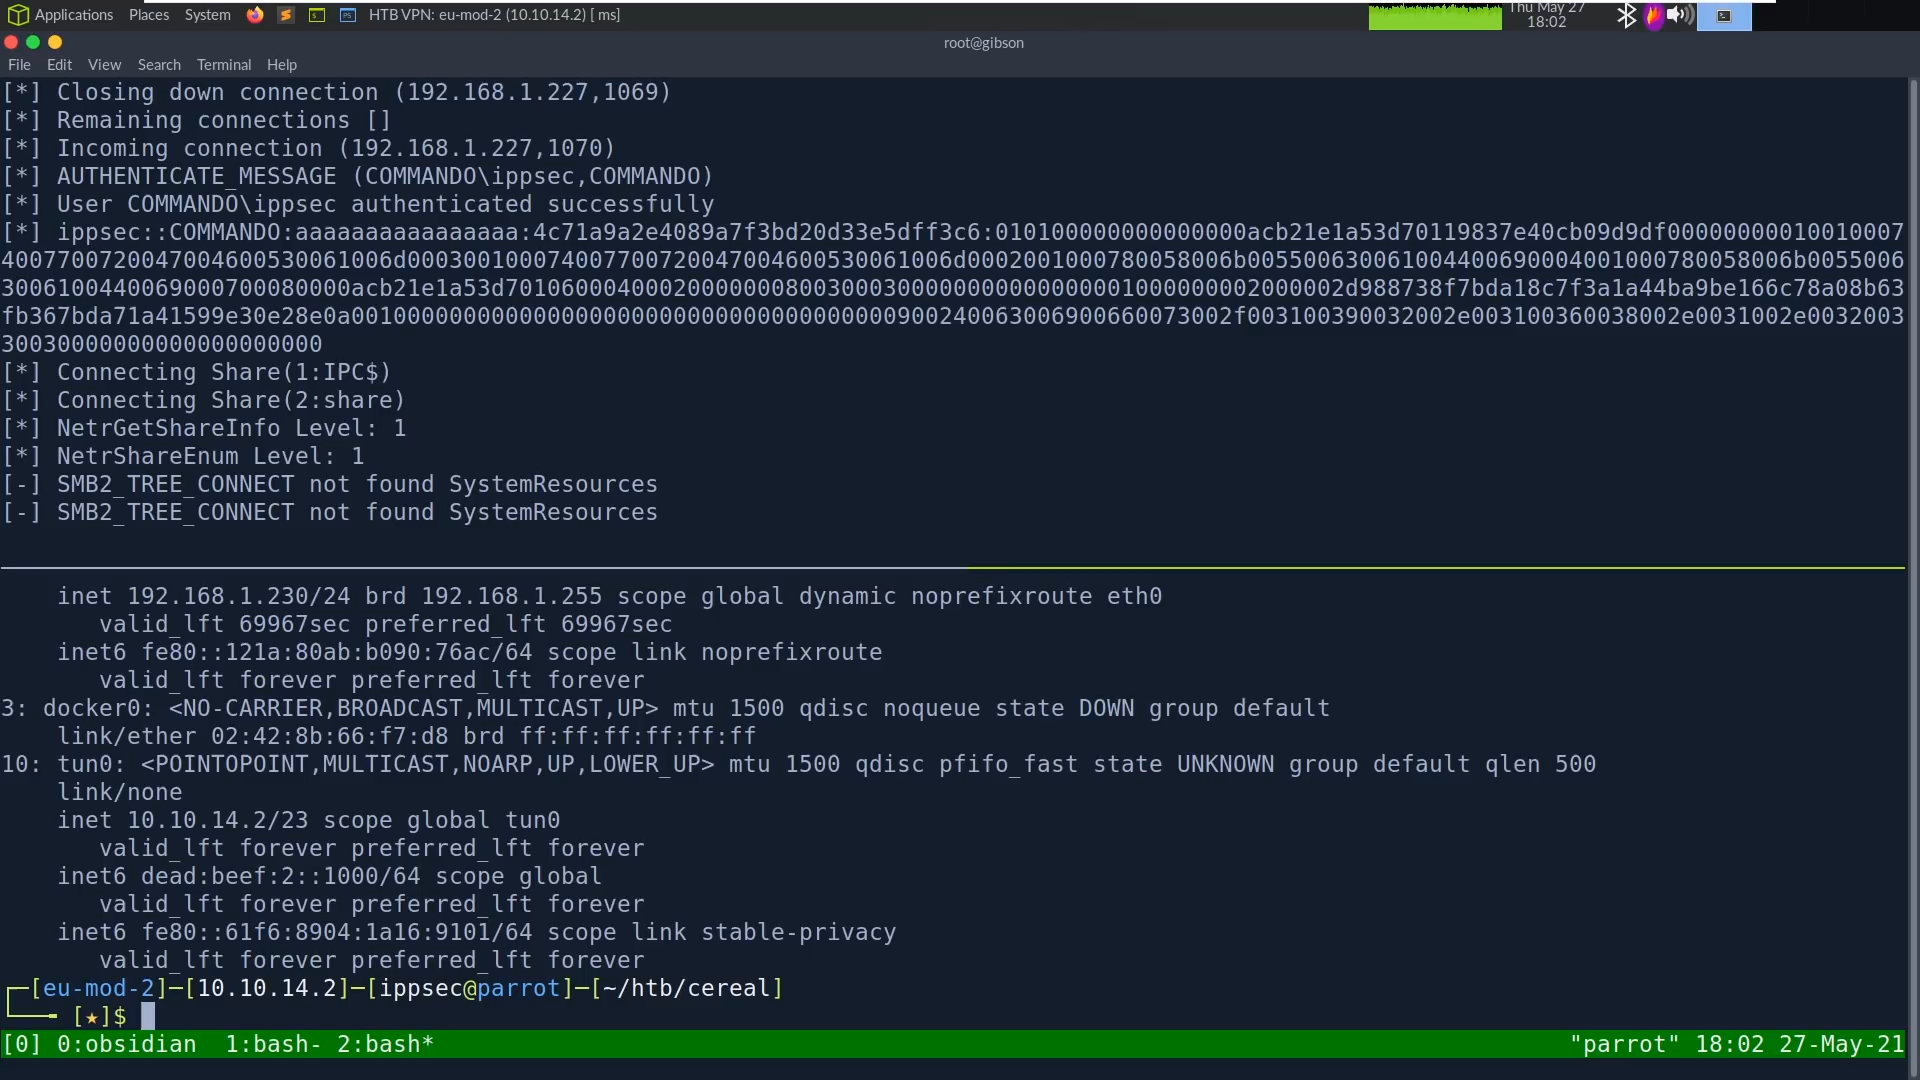 Applications Places System HTB VPN: eu-mod-2 (10.10.14.2) [ ms] Thu May 27
18:02
root@gibson
File Edit View Search Terminal Help
[*] Closing down connection (192.168.1.227,1069)
[*] Remaining connections []
[*] Incoming connection (192.168.1.227,1070)
[*] AUTHENTICATE_MESSAGE (COMMANDO\ippsec,COMMANDO)
[*] User COMMANDO\ippsec authenticated successfully
[*] ippsec::COMMANDO:aaaaaaaaaaaaaaaa:4c71a9a2e4089a7f3bd20d33e5dff3c6:010100000000000000acb21e1a53d70119837e40cb09d9df00000000010010007
4007700720047004600530061006d000300100074007700720047004600530061006d0002001000780058006b005500630061004400690004001000780058006b0055006
300610044006900070008000​0acb21e1a53d701060004000200000008003000300000000000000001000000002000002d988738f7bda18c7f3a1a44ba9be166c78a08b63
fb367bda71a41599e30e28e0a001000000000000000000000000000000000000900240063006900660073002f003100390032002e003100360038002e0031002e0032003
30030000000000000000000
[*] Connecting Share(1:IPC$)
[*] Connecting Share(2:share)
[*] NetrGetShareInfo Level: 1
[*] NetrShareEnum Level: 1
[-] SMB2_TREE_CONNECT not found SystemResources
[-] SMB2_TREE_CONNECT not found SystemResources
inet 192.168.1.230/24 brd 192.168.1.255 scope global dynamic noprefixroute eth0
valid_lft 69967sec preferred_lft 69967sec
inet6 fe80::121a:80ab:b090:76ac/64 scope link noprefixroute
valid_lft forever preferred_lft forever
3: docker0: <NO-CARRIER,BROADCAST,MULTICAST,UP> mtu 1500 qdisc noqueue state DOWN group default
link/ether 02:42:8b:66:f7:d8 brd ff:ff:ff:ff:ff:ff
10: tun0: <POINTOPOINT,MULTICAST,NOARP,UP,LOWER_UP> mtu 1500 qdisc pfifo_fast state UNKNOWN group default qlen 500
link/none
inet 10.10.14.2/23 scope global tun0
valid_lft forever preferred_lft forever
inet6 dead:beef:2::1000/64 scope global
valid_lft forever preferred_lft forever
inet6 fe80::61f6:8904:1a16:9101/64 scope link stable-privacy
valid_lft forever preferred_lft forever
┌─[eu-mod-2]─[10.10.14.2]─[ippsec@parrot]─[~/htb/cereal]
└──╼ [★]$
[0] 0:obsidian 1:bash- 2:bash* "parrot" 18:02 27-May-21